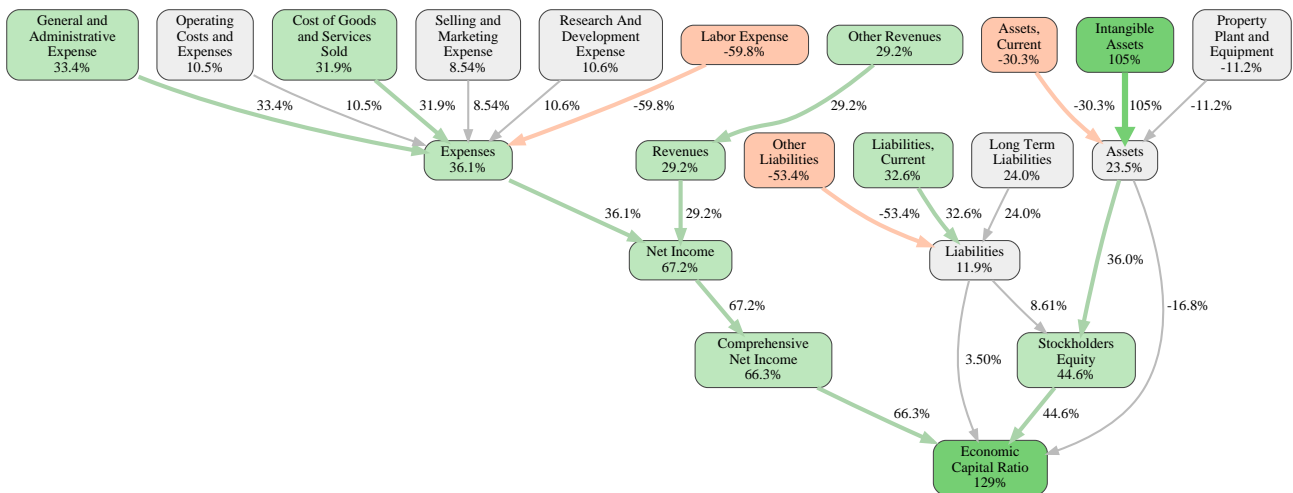 General and
Administrative
Expense
33.4%
Operating
Costs and
Expenses
10.5%
Cost of Goods
and Services
Sold
31.9%
Selling and
Marketing
Expense
8.54%
Research And
Development
Expense
10.6%
Labor Expense
-59.8%
Other Revenues
29.2%
Assets,
Current
-30.3%
Intangible
Assets
105%
Property
Plant and
Equipment
-11.2%
33.4%
10.5%
31.9%
8.54%
10.6%
-59.8%
29.2%
-30.3%
105%
-11.2%
Expenses
36.1%
Revenues
29.2%
Other
Liabilities
-53.4%
Liabilities,
Current
32.6%
Long Term
Liabilities
24.0%
Assets
23.5%
36.1%
29.2%
-53.4%
32.6%
24.0%
Net Income
67.2%
Liabilities
11.9%
36.0%
67.2%
8.61%
-16.8%
Comprehensive
Net Income
66.3%
3.50%
Stockholders
Equity
44.6%
66.3%
44.6%
Economic
Capital Ratio
129%